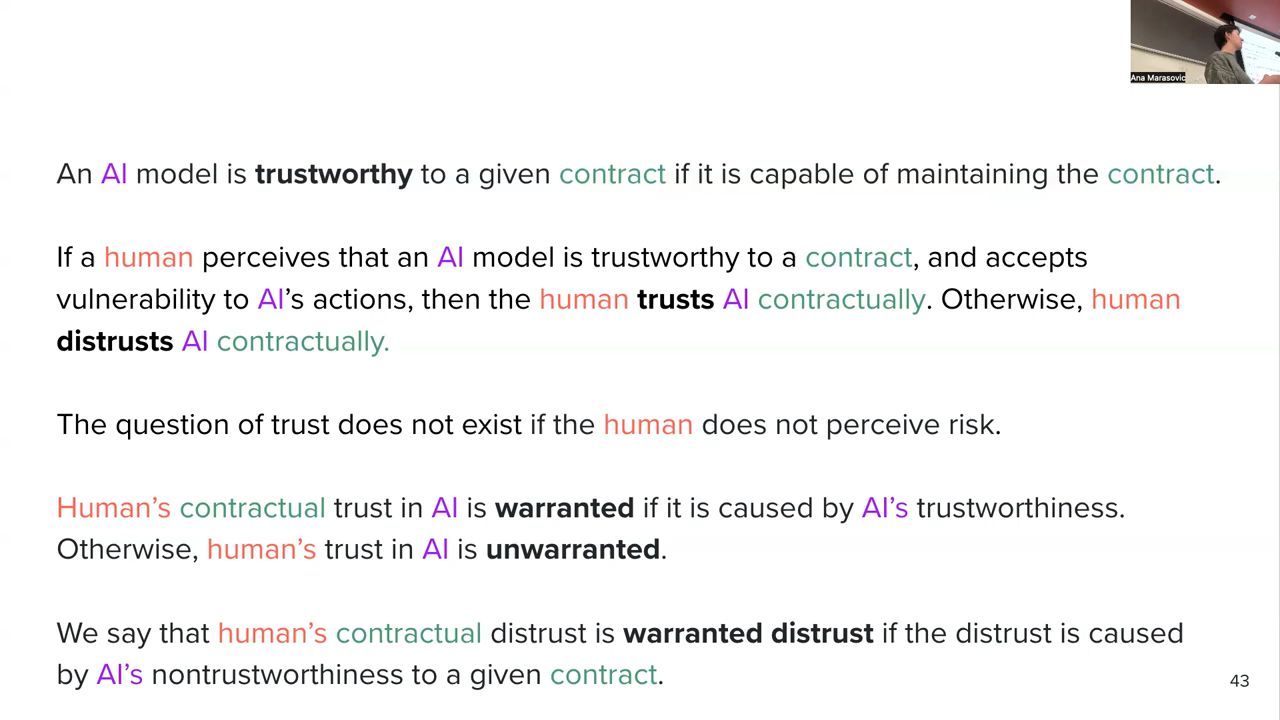 Ana Marasovic
An AI model is trustworthy to a given contract if it is capable of maintaining the contract.
If a human perceives that an AI model is trustworthy to a contract, and accepts
vulnerability to AI’s actions, then the human trusts AI contractually. Otherwise, human
distrusts AI contractually.
The question of trust does not exist if the human does not perceive risk.
Human’s contractual trust in AI is warranted if it is caused by AI’s trustworthiness.
Otherwise, human’s trust in AI is unwarranted.
We say that human’s contractual distrust is warranted distrust if the distrust is caused
by AI’s nontrustworthiness to a given contract.
43